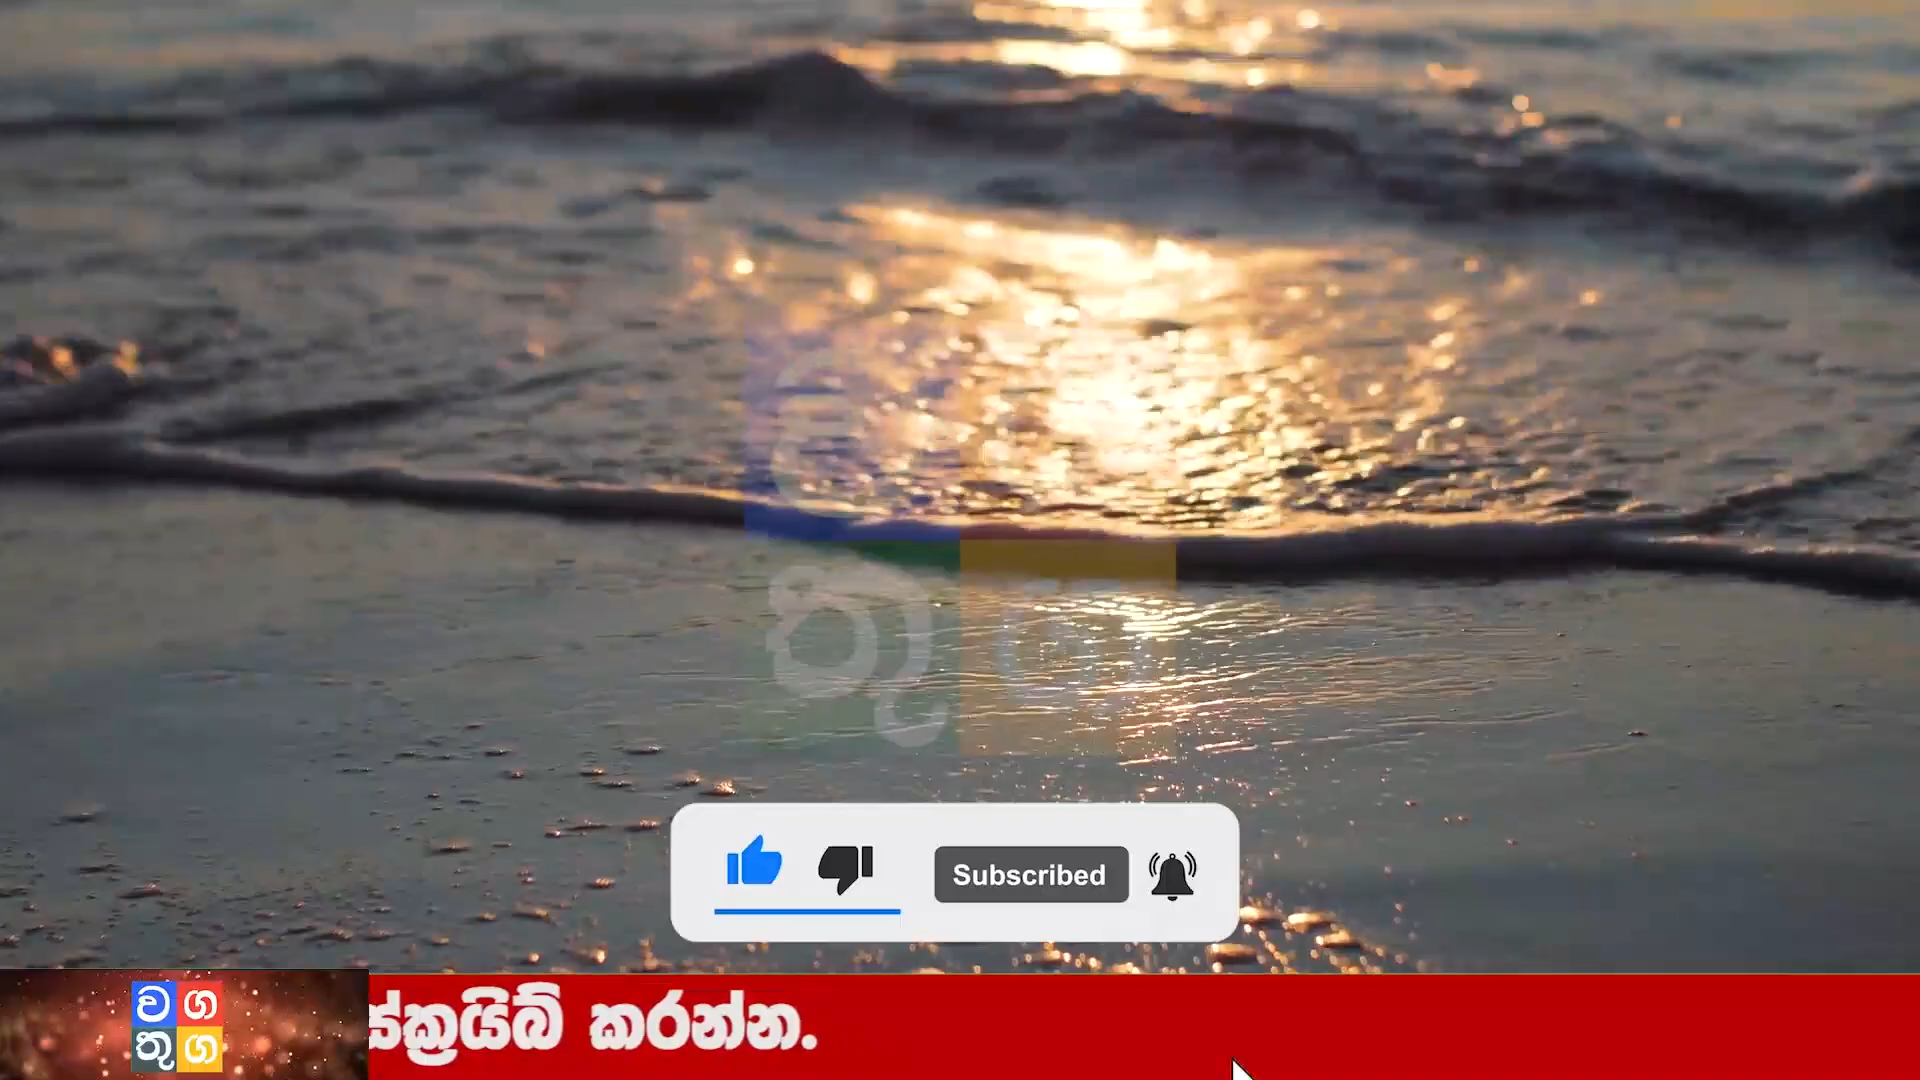 Subscribed
ස්ක්‍රයිබ් කරන්න.
ව ග
තු ග